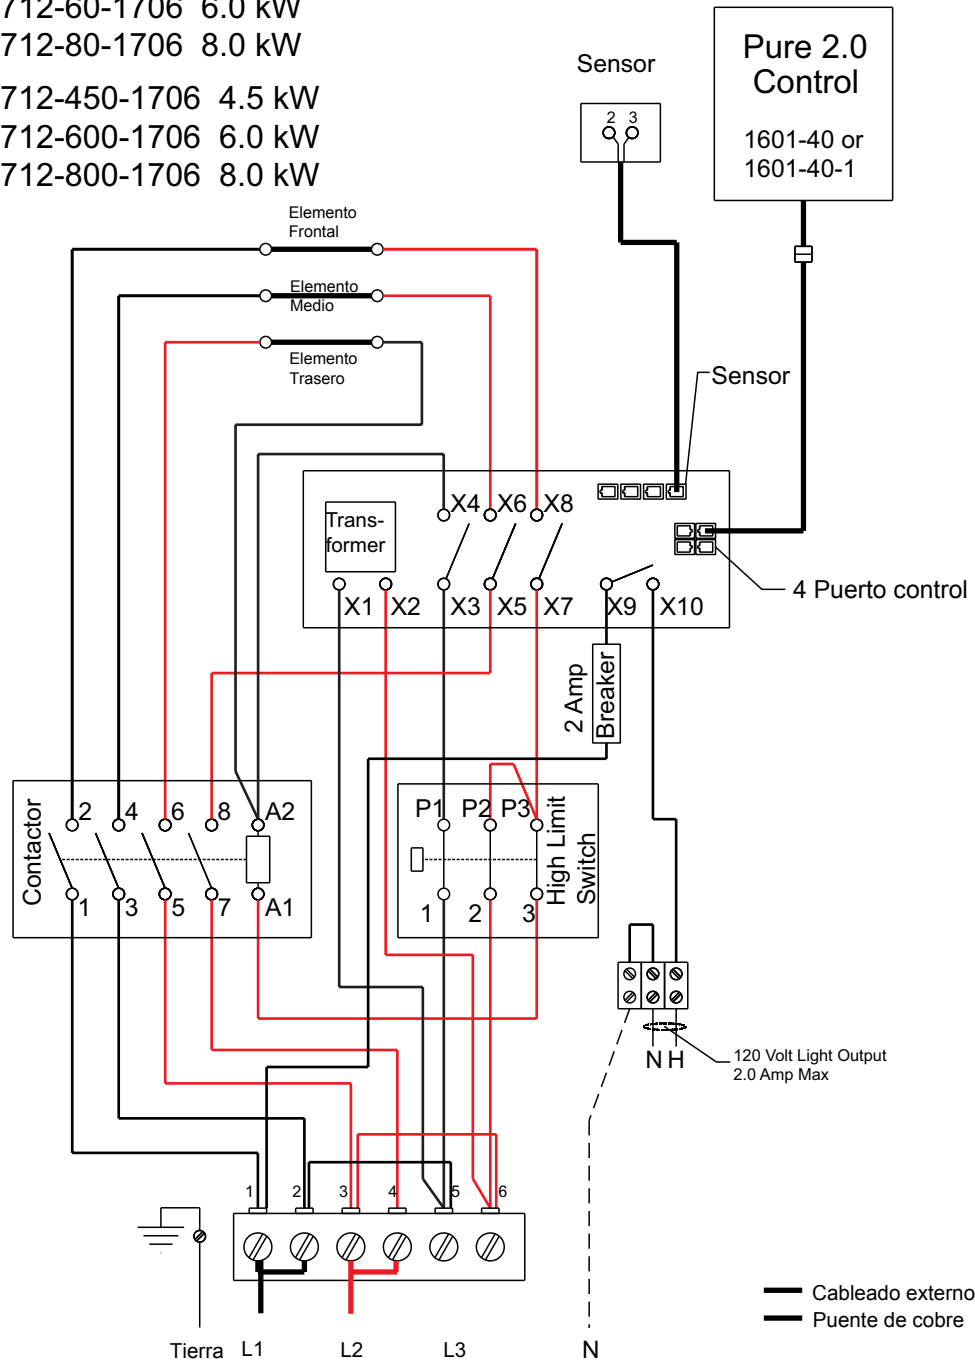 712-60-1706 6.0 kW
712-80-1706 8.0 kW
712-450-1706 4.5 kW
712-600-1706 6.0 kW
712-800-1706 8.0 kW
Sensor
2 3
Pure 2.0
Control
1601-40 or
1601-40-1
Elemento
Frontal
Elemento
Medio
Elemento
Trasero
Sensor
Trans-
former
X4 X6 X8
X1 X2 X3 X5 X7 X9 X10
4 Puerto control
2 Amp
Breaker
Contactor
2 4 6 8 A2
1 3 5 7 A1
P1 P2 P3
1 2 3
High Limit
Switch
N H
120 Volt Light Output
2.0 Amp Max
1 2 3 4 5 6
Tierra L1 L2 L3 N
Cableado externo
Puente de cobre